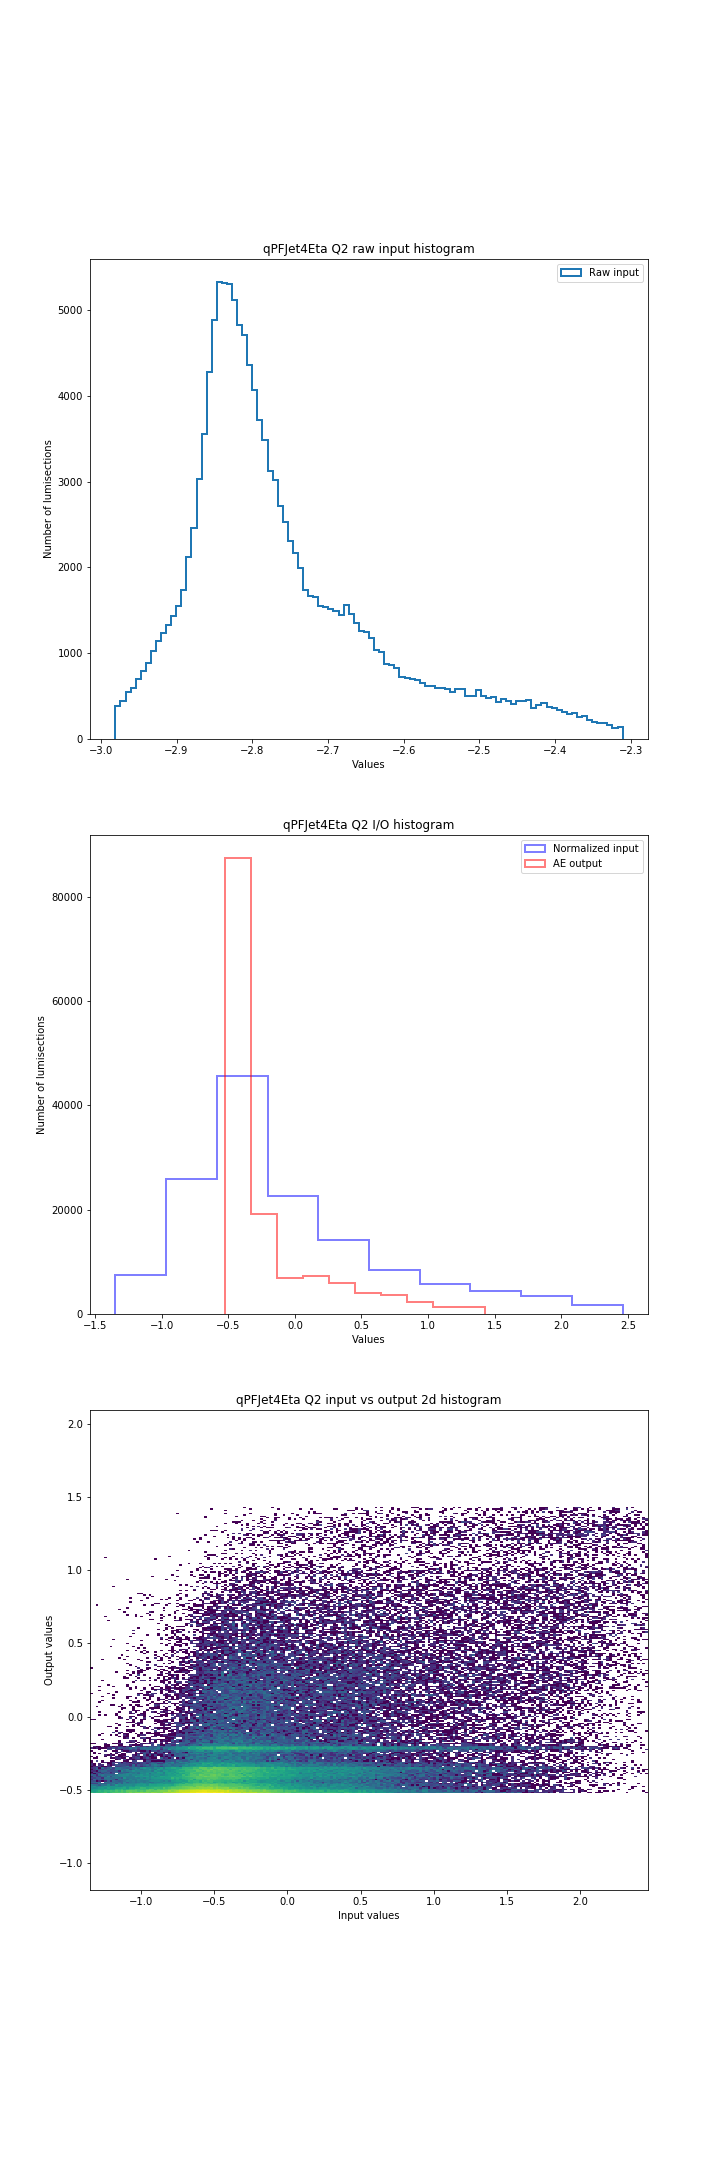 qPFJet4Eta Q2 raw input histogram
Raw input
5000
4000
3000
2000
1000
0
Number of lumisections
−3.0 −2.9 −2.8 −2.7 −2.6 −2.5 −2.4 −2.3
Values
qPFJet4Eta Q2 I/O histogram
Normalized input
AE output
80000
60000
40000
20000
0
Number of lumisections
−1.5 −1.0 −0.5 0.0 0.5 1.0 1.5 2.0 2.5
Values
qPFJet4Eta Q2 input vs output 2d histogram
2.0
1.5
1.0
0.5
0.0
−0.5
−1.0
Output values
−1.0 −0.5 0.0 0.5 1.0 1.5 2.0
Input values